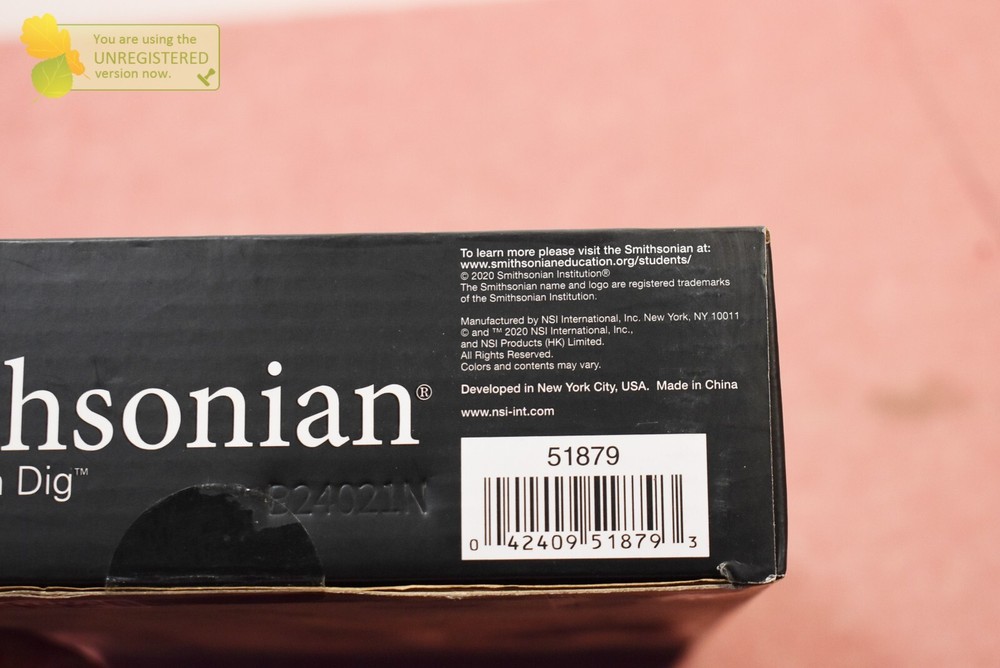 You are using the
UNREGISTERED
version now.
To learn more please visit the Smithsonian at:
www.smithsonianeducation.org/students/
© 2020 Smithsonian Institution®
The Smithsonian name and logo are registered trademarks
of the Smithsonian Institution.
Manufactured by NSI International, Inc. New York, NY 10011
© and ™ 2020 NSI International, Inc.,
and NSI Products (HK) Limited.
All Rights Reserved.
Colors and contents may vary.
Developed in New York City, USA. Made in China
www.nsi-int.com
hsonian®
Dig™
824021N
51879
0 42409 51879 3